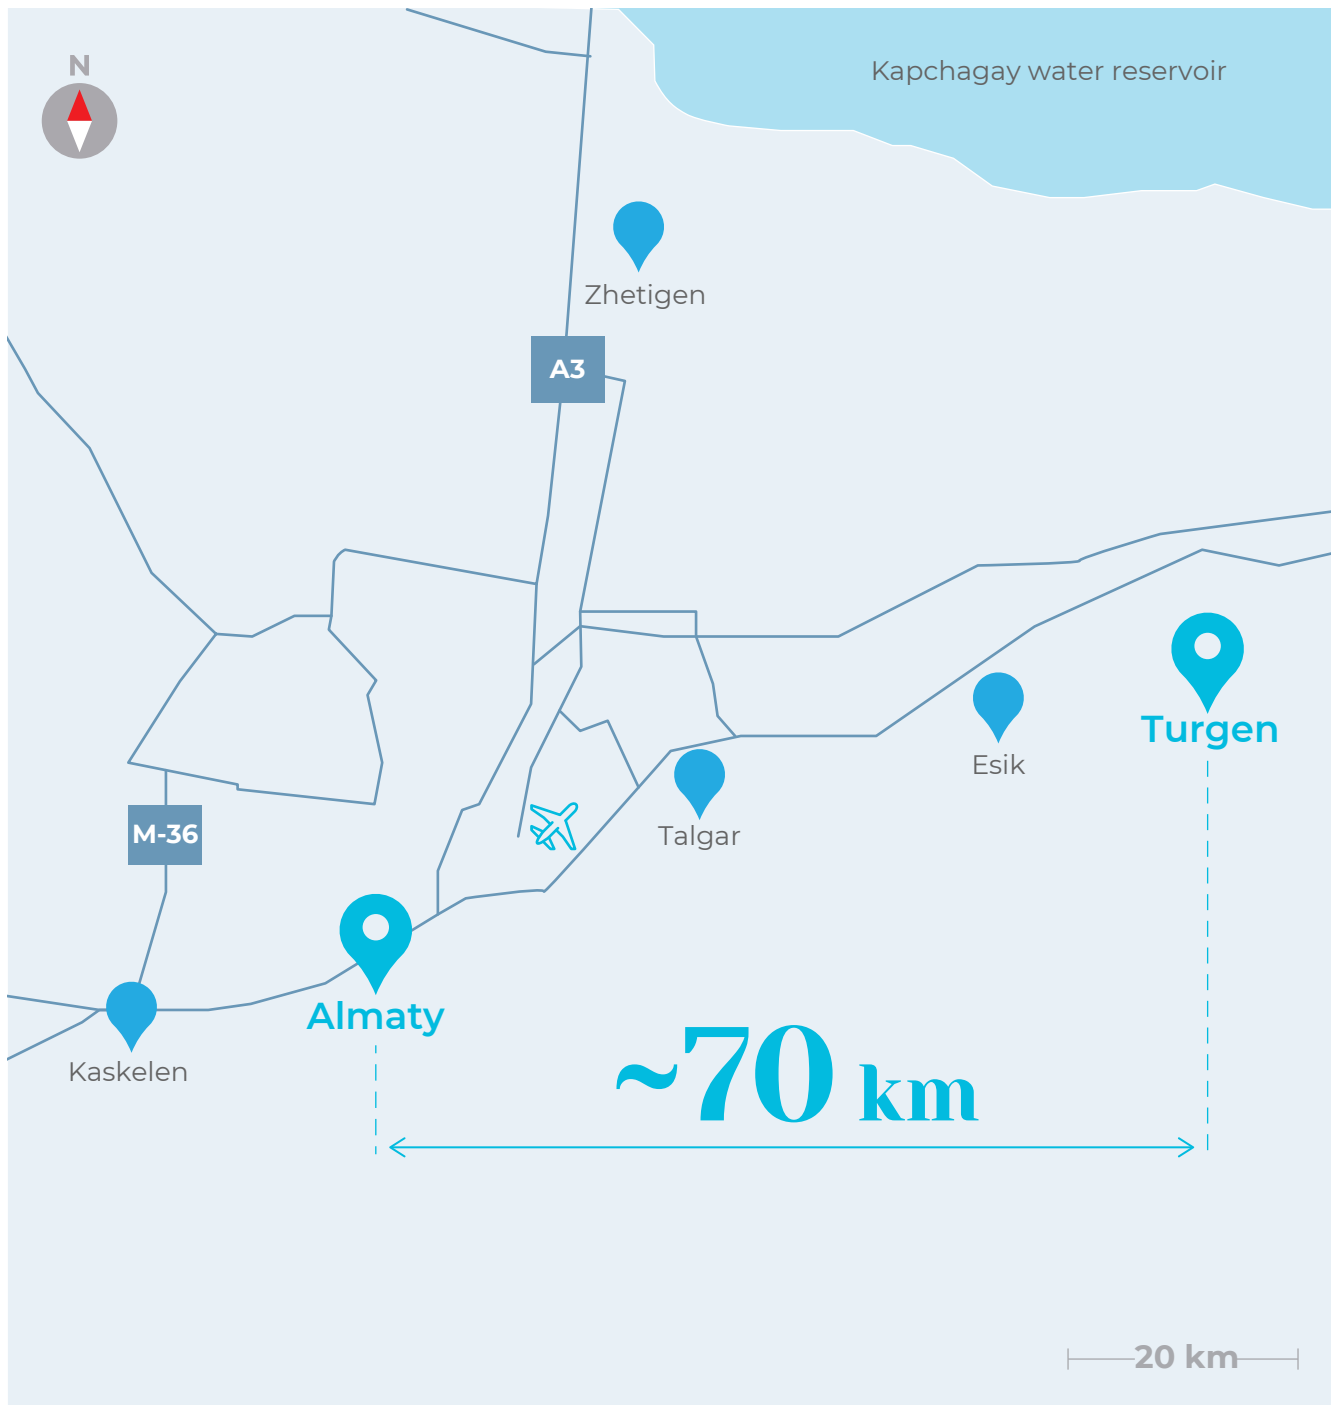 N
Kapchagay water reservoir
Zhetigen
A3
Turgen
Esik
M-36
Talgar
Almaty
Kaskelen
~70 km
20 km